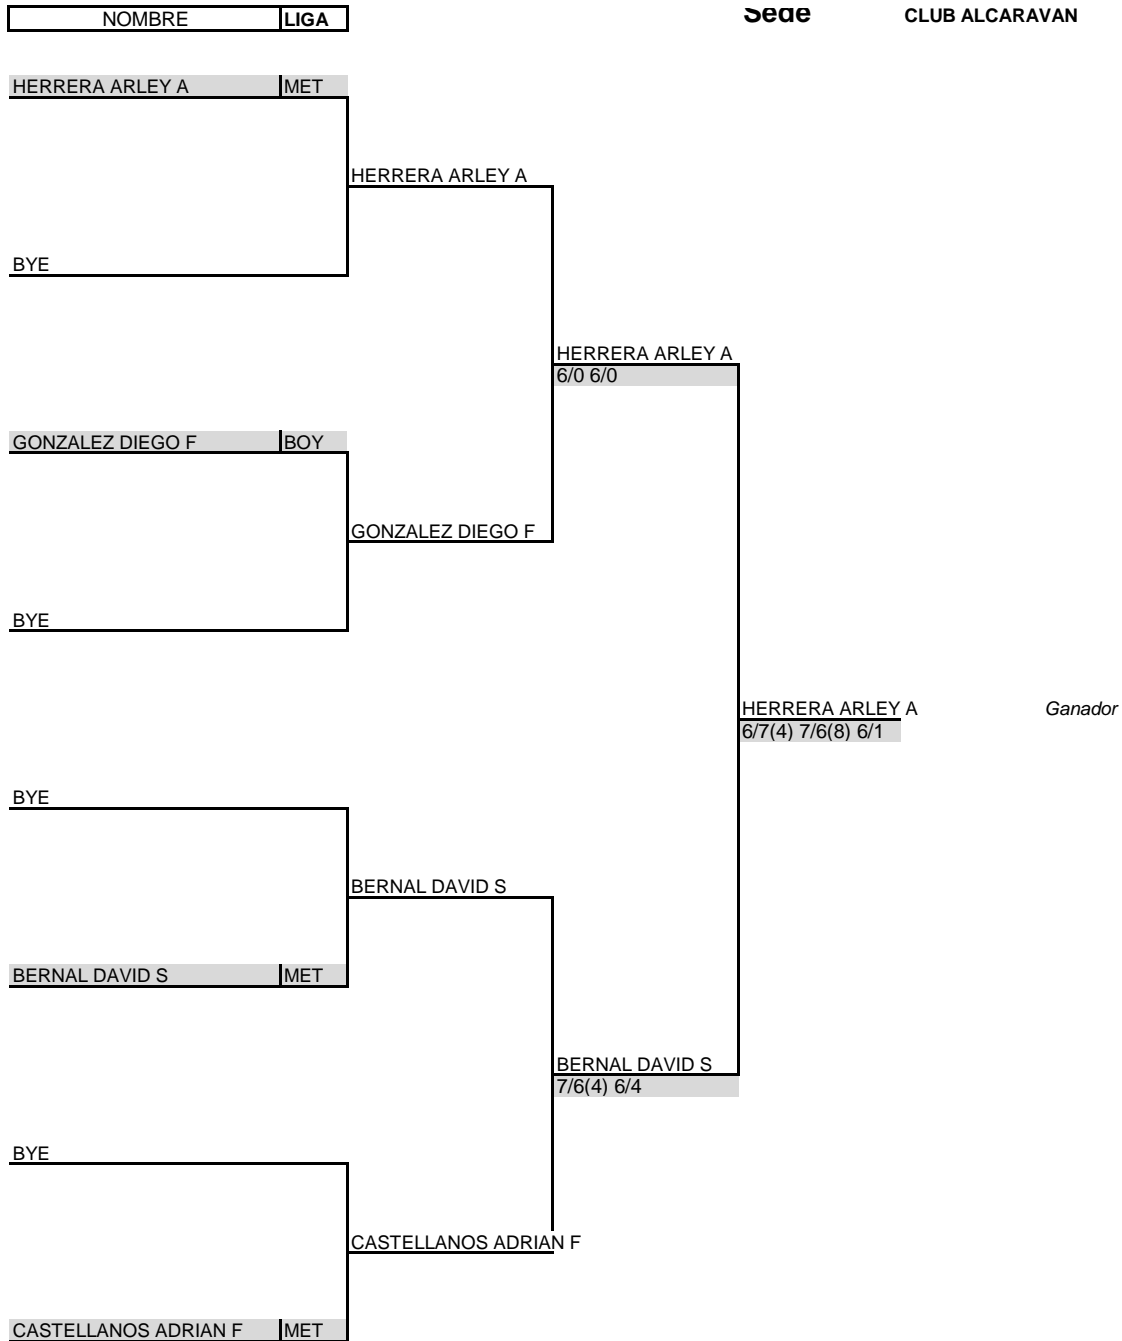 NOMBRE LIGA Sede CLUB ALCARAVAN
HERRERA ARLEY A MET
HERRERA ARLEY A
BYE
HERRERA ARLEY A
6/0 6/0
GONZALEZ DIEGO F BOY
GONZALEZ DIEGO F
BYE
HERRERA ARLEY A Ganador
6/7(4) 7/6(8) 6/1
BYE
BERNAL DAVID S
BERNAL DAVID S MET
BERNAL DAVID S
7/6(4) 6/4
BYE
CASTELLANOS ADRIAN F
CASTELLANOS ADRIAN F MET